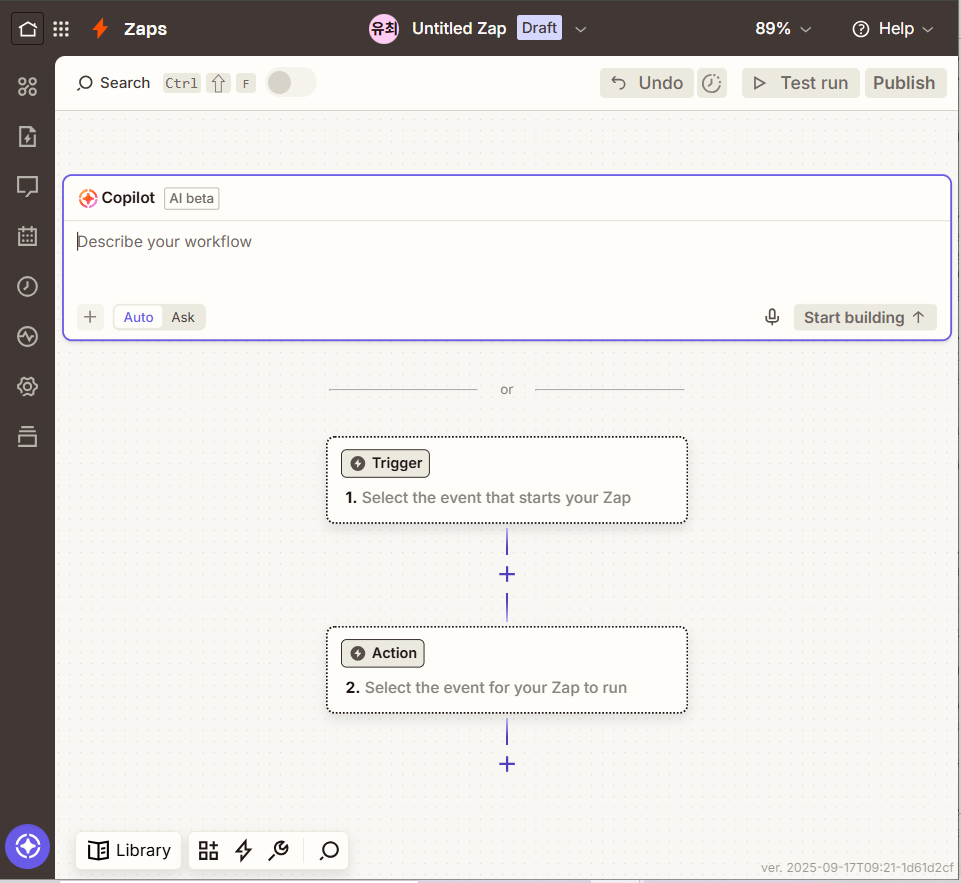 Zaps
유최 Untitled Zap Draft
89%
Help
Search Ctrl F
Undo
Test run
Publish
Copilot AI beta
Describe your workflow
Auto Ask
Start building
or
Trigger
1. Select the event that starts your Zap
Action
2. Select the event for your Zap to run
Library
ver. 2025-09-17T09:21-1d61d2cf